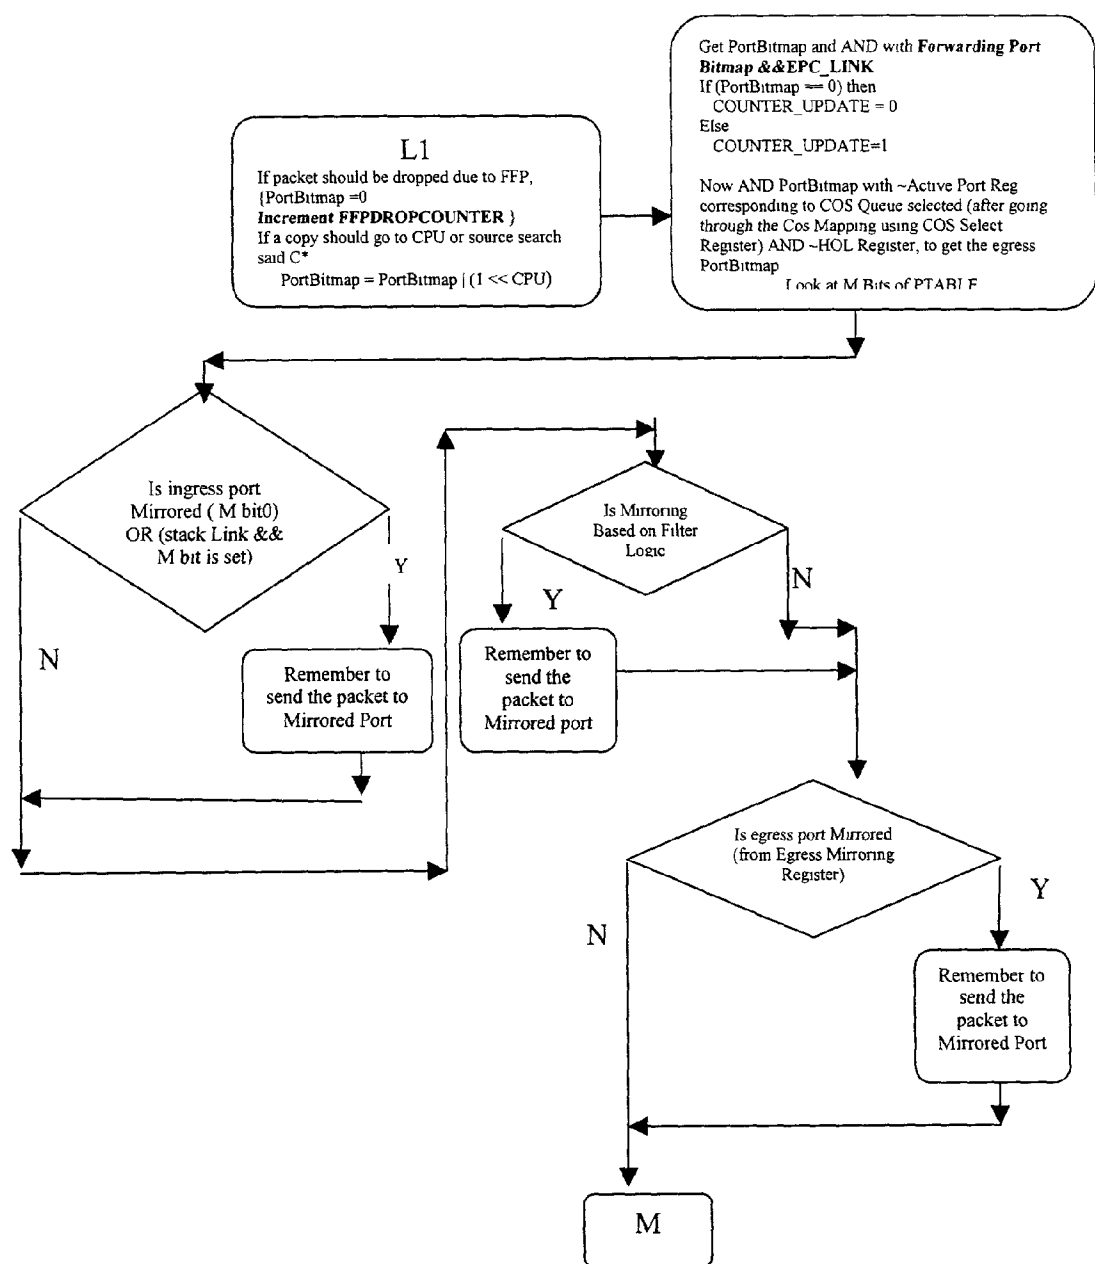 L1
If packet should be dropped due to FFP,
{PortBitmap =0
Increment FFPDROPCOUNTER }
If a copy should go to CPU or source search
said C*
PortBitmap = PortBitmap | (1 << CPU)
Get PortBitmap and AND with Forwarding Port
Bitmap &&EPC_LINK
If (PortBitmap == 0) then
COUNTER_UPDATE = 0
Else
COUNTER_UPDATE=1
Now AND PortBitmap with ~Active Port Reg
corresponding to COS Queue selected (after going
through the Cos Mapping using COS Select
Register) AND ~HOL Register, to get the egress
PortBitmap
Look at M Bits of PTABLE
Is ingress port
Mirrored ( M bit0)
OR (stack Link &&
M bit is set)
Y
N
Remember to
send the packet to
Mirrored Port
Is Mirroring
Based on Filter
Logic
N
Y
Remember to
send the
packet to
Mirrored port
Is egress port Mirrored
(from Egress Mirroring
Register)
Y
N
Remember to
send the
packet to
Mirrored Port
M